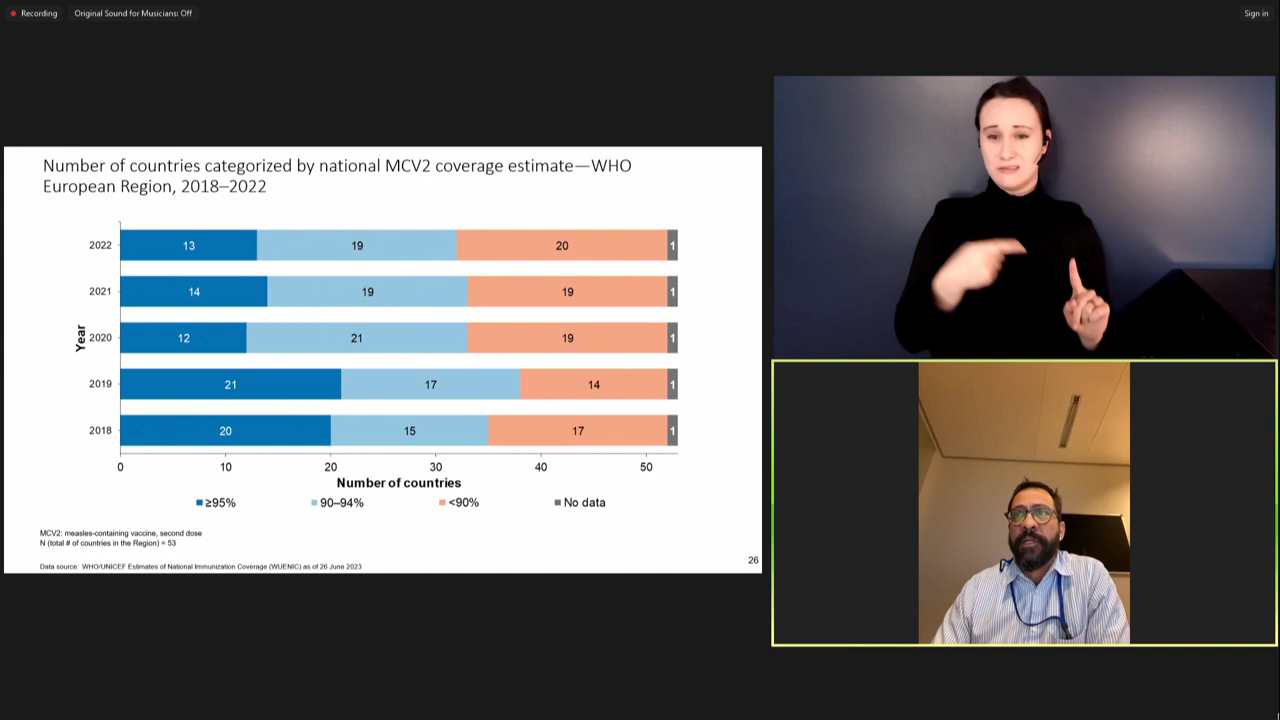 Recording
Original Sound for Musicians: Off
Sign in
Number of countries categorized by national MCV2 coverage estimate—WHO
European Region, 2018–2022
2022 13 19 20 1
2021 14 19 19 1
2020 12 21 19 1
2019 21 17 14 1
2018 20 15 17 1
Year
0 10 20 30 40 50
Number of countries
≥95% 90–94% <90% No data
MCV2: measles-containing vaccine, second dose
N (total # of countries in the Region) = 53
26
Data source: WHO/UNICEF Estimates of National Immunization Coverage (WUENIC) as of 26 June 2023